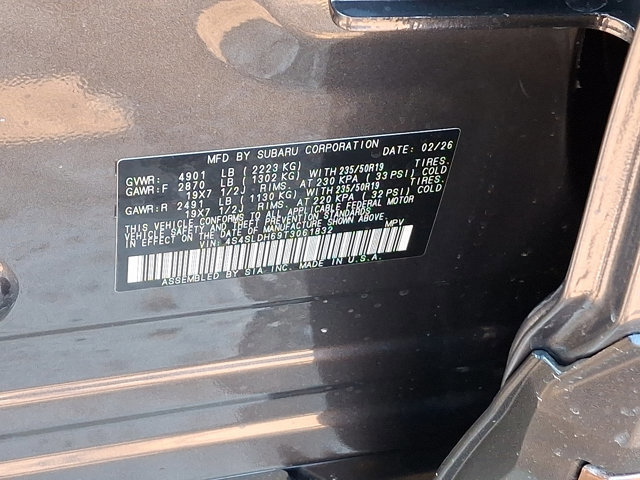 MFD BY SUBARU CORPORATION DATE: 02/26
GVWR: 4901 LB ( 2223 KG)
GAWR:F 2870 LB ( 1302 KG) WITH 235/50R19 TIRES.
19X7 1/2J RIMS. AT 230 KPA ( 33 PSI) COLD
GAWR:R 2491 LB ( 1130 KG) WITH 235/50R19 TIRES.
19X7 1/2J RIMS. AT 220 KPA ( 32 PSI) COLD
THIS VEHICLE CONFORMS TO ALL APPLICABLE FEDERAL MOTOR
VEHICLE SAFETY AND THEFT PREVENTION STANDARDS
IN EFFECT ON THE DATE OF MANUFACTURE SHOWN ABOVE.
VIN: 4S4SLDH69T3061832 MPV
ASSEMBLED BY SIA INC. MADE IN U.S.A.